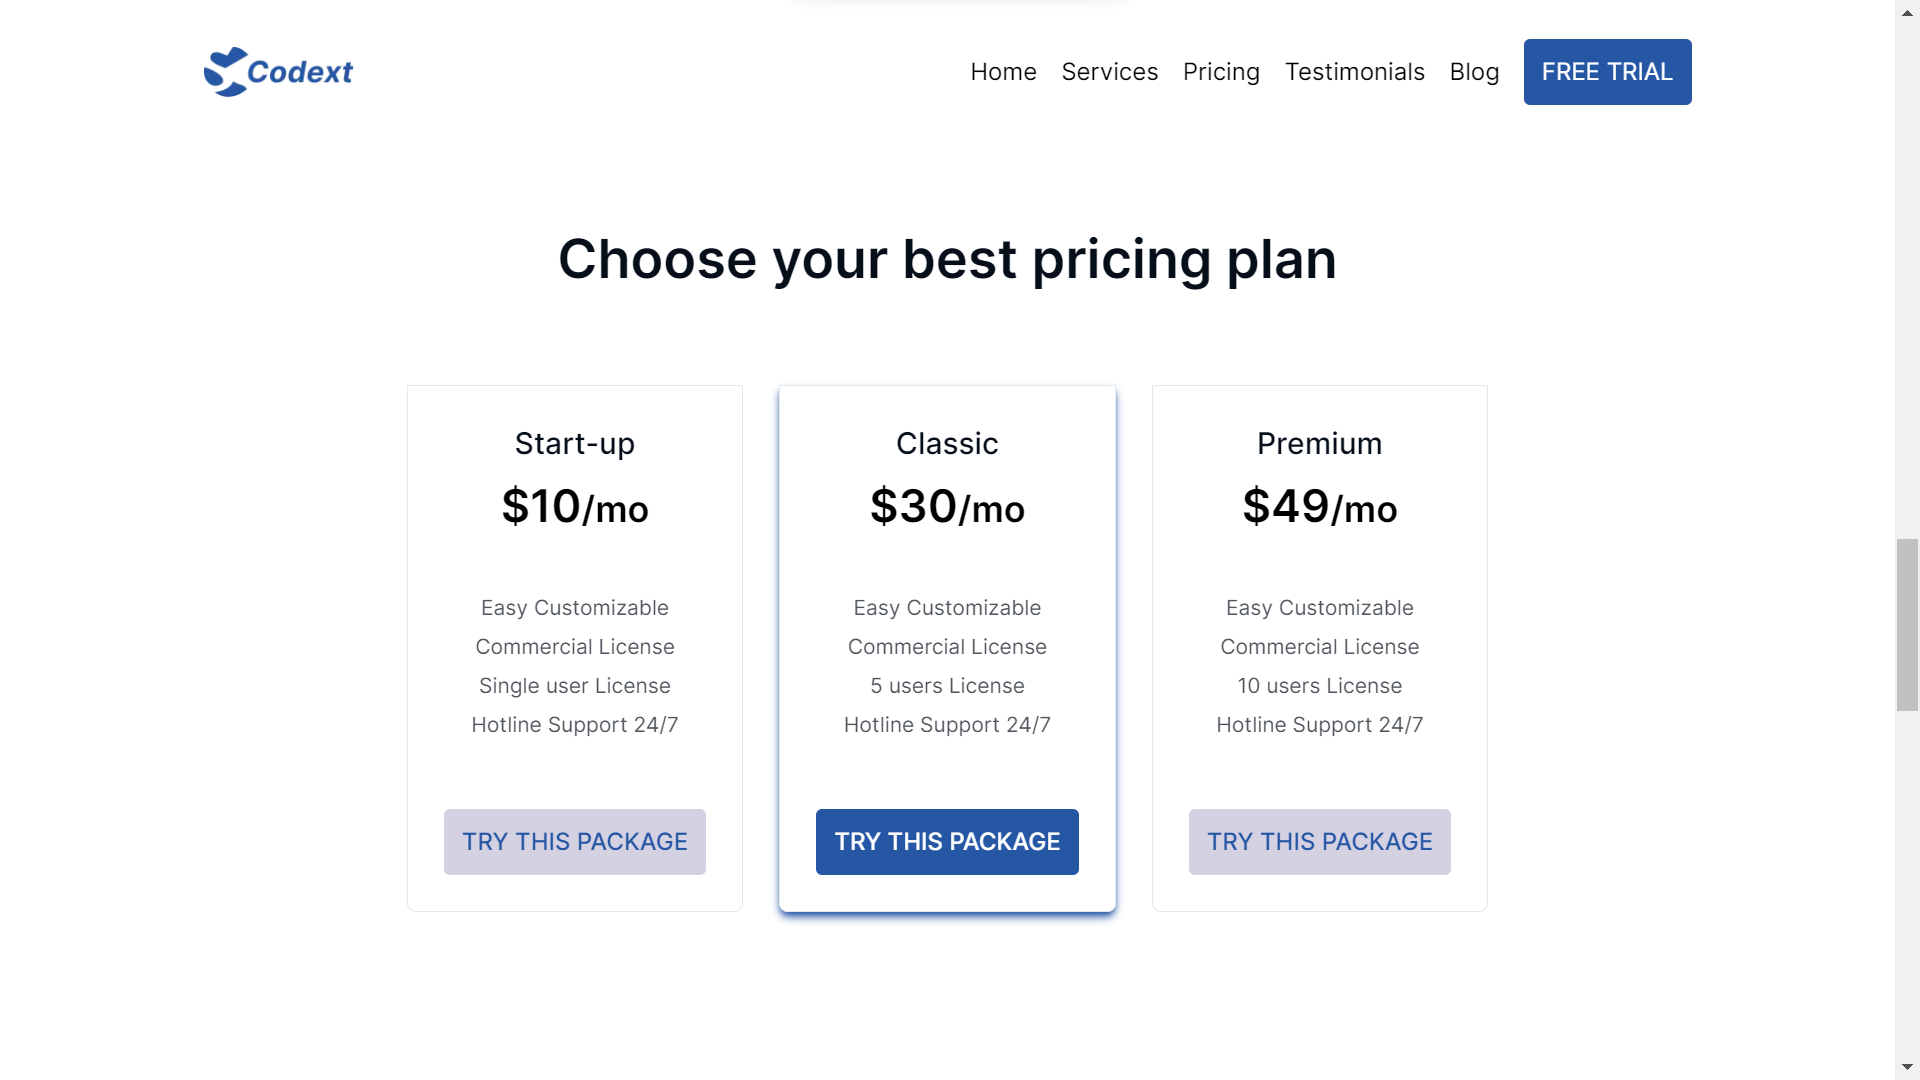 Codext
Home Services Pricing Testimonials Blog FREE TRIAL
Choose your best pricing plan
Start-up
$10/mo
Easy Customizable
Commercial License
Single user License
Hotline Support 24/7
TRY THIS PACKAGE
Classic
$30/mo
Easy Customizable
Commercial License
5 users License
Hotline Support 24/7
TRY THIS PACKAGE
Premium
$49/mo
Easy Customizable
Commercial License
10 users License
Hotline Support 24/7
TRY THIS PACKAGE